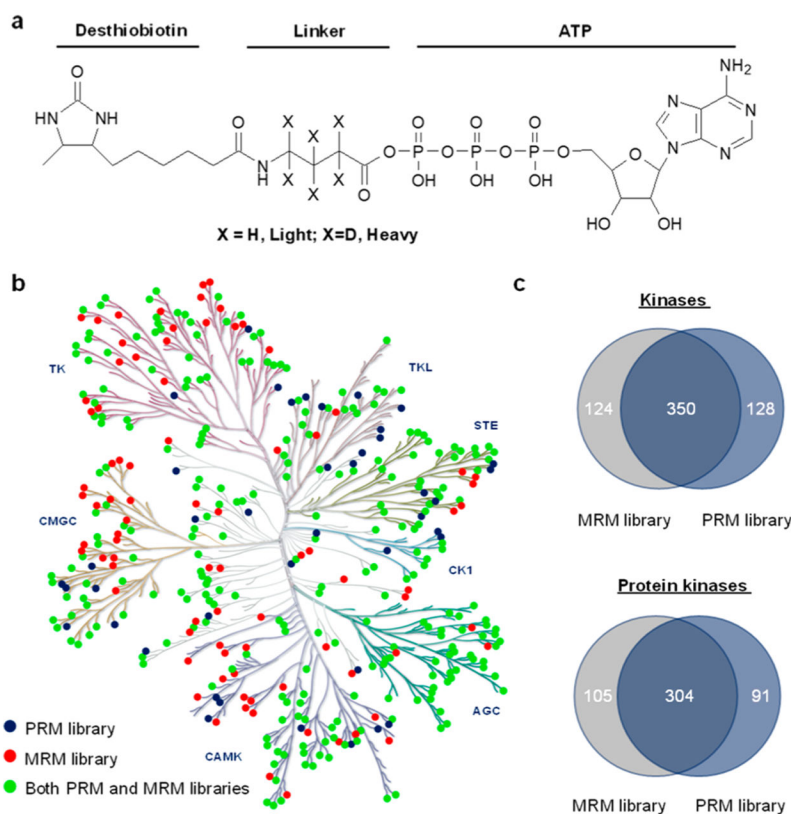 a
Desthiobiotin Linker ATP
O
HN NH
O
N
H
X X X
X X X
O
O
O O O
P O P O P O
OH OH OH
O
HO OH
NH2
N N
N N
X = H, Light; X=D, Heavy
b
TK
TKL
STE
CMGC
CK1
AGC
CAMK
PRM library
MRM library
Both PRM and MRM libraries
c
Kinases
124 350 128
MRM library PRM library
Protein kinases
105 304 91
MRM library PRM library